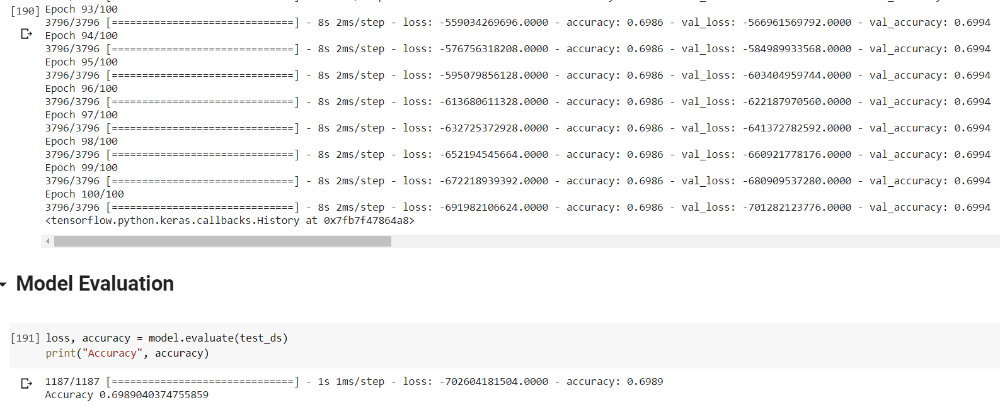 [190] Epoch 93/100
3796/3796 [==============================] - 8s 2ms/step - loss: -559034269696.0000 - accuracy: 0.6986 - val_loss: -566961569792.0000 - val_accuracy: 0.6994
Epoch 94/100
3796/3796 [==============================] - 8s 2ms/step - loss: -576756318208.0000 - accuracy: 0.6986 - val_loss: -584989933568.0000 - val_accuracy: 0.6994
Epoch 95/100
3796/3796 [==============================] - 8s 2ms/step - loss: -595079856128.0000 - accuracy: 0.6986 - val_loss: -603404959744.0000 - val_accuracy: 0.6994
Epoch 96/100
3796/3796 [==============================] - 8s 2ms/step - loss: -613680611328.0000 - accuracy: 0.6986 - val_loss: -622187970560.0000 - val_accuracy: 0.6994
Epoch 97/100
3796/3796 [==============================] - 8s 2ms/step - loss: -632725372928.0000 - accuracy: 0.6986 - val_loss: -641372782592.0000 - val_accuracy: 0.6994
Epoch 98/100
3796/3796 [==============================] - 8s 2ms/step - loss: -652194545664.0000 - accuracy: 0.6986 - val_loss: -660921778176.0000 - val_accuracy: 0.6994
Epoch 99/100
3796/3796 [==============================] - 8s 2ms/step - loss: -672218939392.0000 - accuracy: 0.6986 - val_loss: -680909537280.0000 - val_accuracy: 0.6994
Epoch 100/100
3796/3796 [==============================] - 8s 2ms/step - loss: -691982106624.0000 - accuracy: 0.6986 - val_loss: -701282123776.0000 - val_accuracy: 0.6994
<tensorflow.python.keras.callbacks.History at 0x7fb7f47864a8>
Model Evaluation
[191] loss, accuracy = model.evaluate(test_ds)
print("Accuracy", accuracy)
1187/1187 [==============================] - 1s 1ms/step - loss: -702604181504.0000 - accuracy: 0.6989
Accuracy 0.6989040374755859